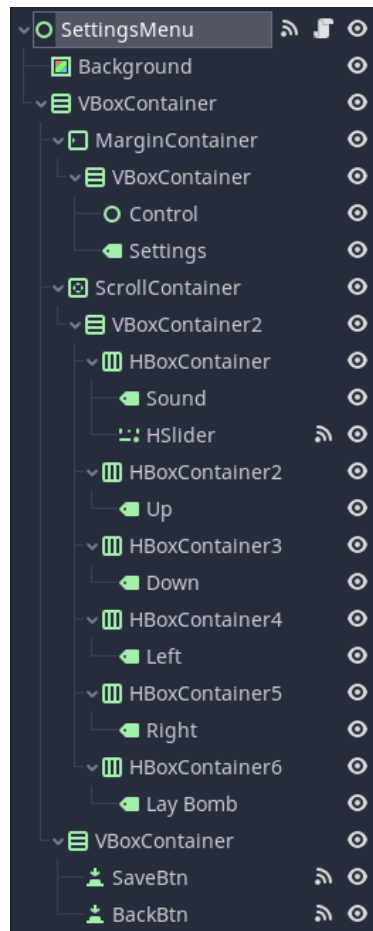 SettingsMenu
Background
VBoxContainer
MarginContainer
VBoxContainer
Control
Settings
ScrollContainer
VBoxContainer2
HBoxContainer
Sound
HSlider
HBoxContainer2
Up
HBoxContainer3
Down
HBoxContainer4
Left
HBoxContainer5
Right
HBoxContainer6
Lay Bomb
VBoxContainer
SaveBtn
BackBtn